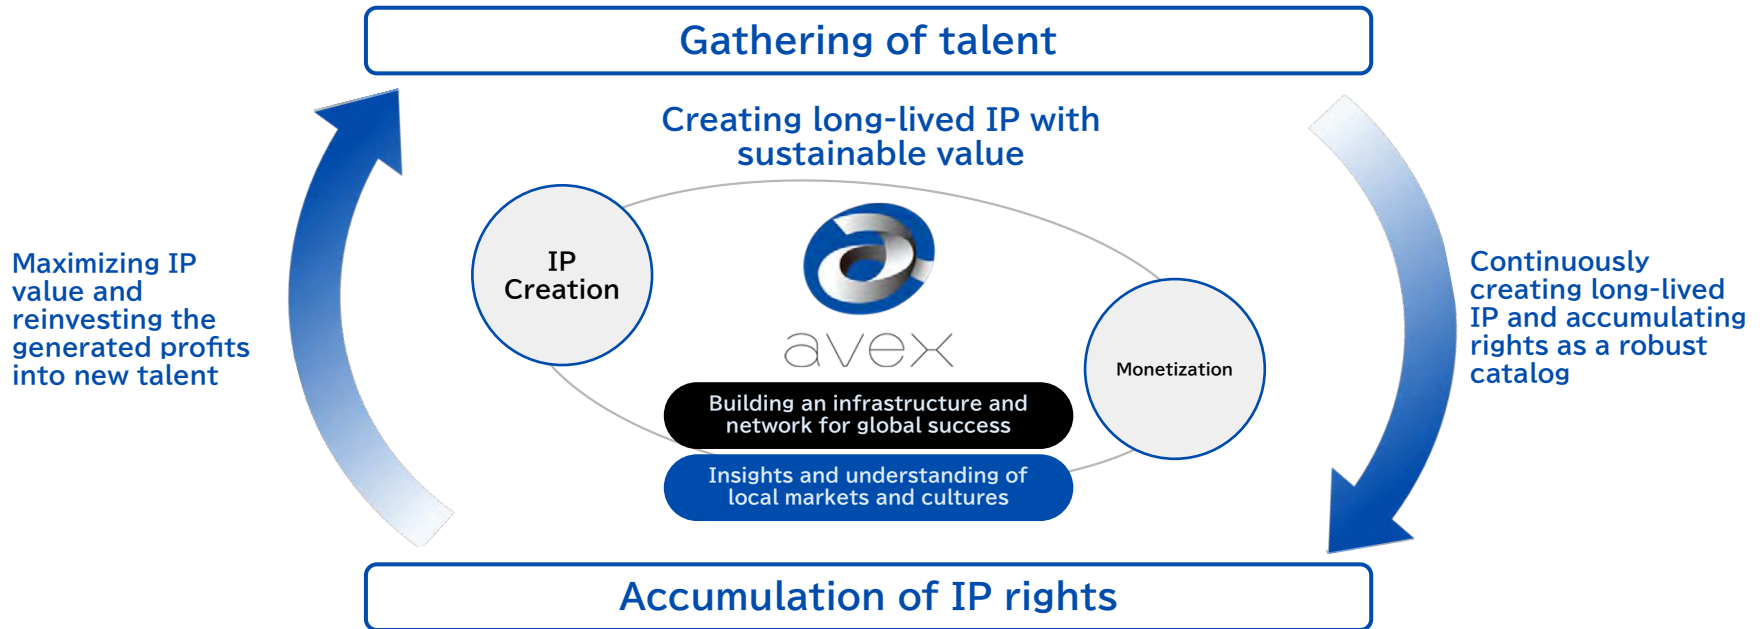 Gathering of talent
Creating long-lived IP with
sustainable value
IP
Creation
avex
Monetization
Building an infrastructure and
network for global success
Insights and understanding of
local markets and cultures
Maximizing IP
value and
reinvesting the
generated profits
into new talent
Continuously
creating long-lived
IP and accumulating
rights as a robust
catalog
Accumulation of IP rights